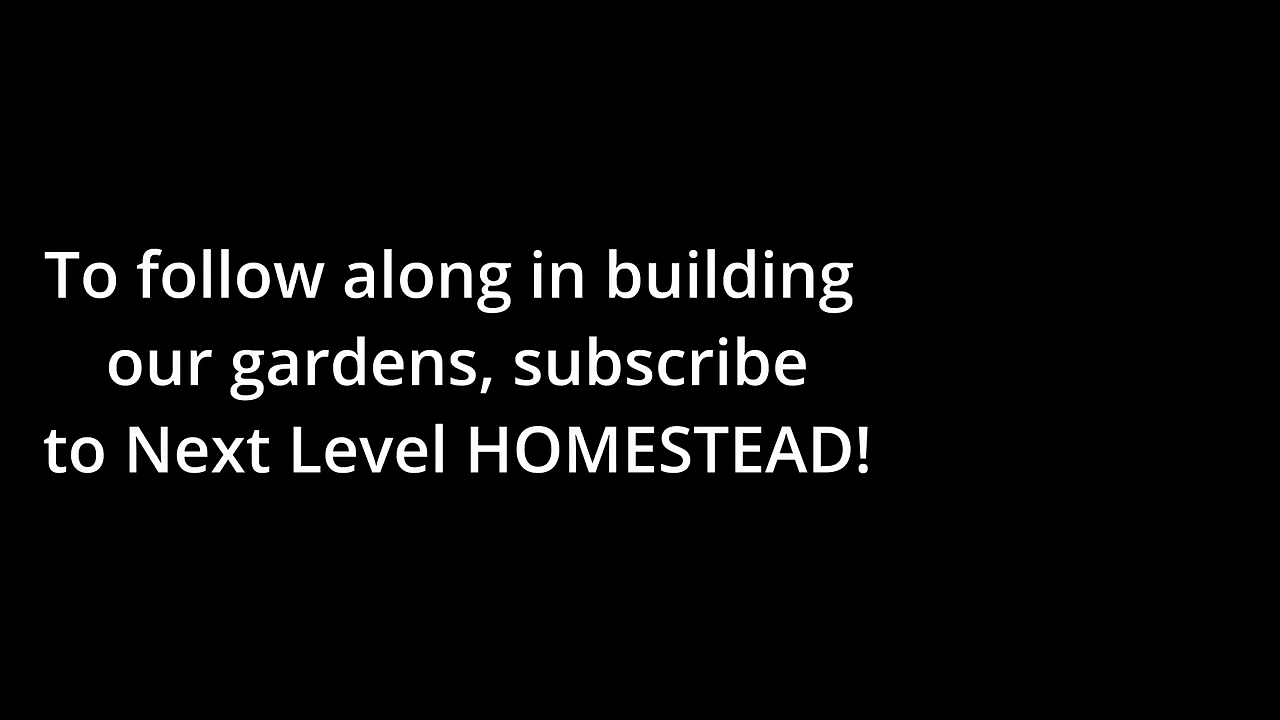 To follow along in building
our gardens, subscribe
to Next Level HOMESTEAD!